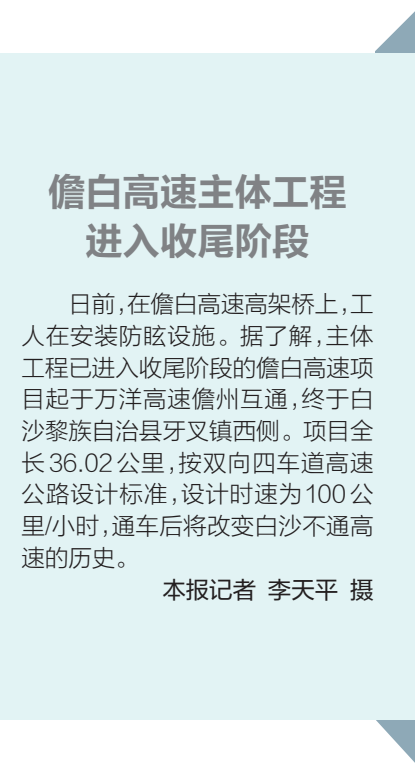 儋白高速主体工程
进入收尾阶段
日前,在儋白高速高架桥上,工
人在安装防眩设施。据了解,主体
工程已进入收尾阶段的儋白高速项
目起于万洋高速儋州互通,终于白
沙黎族自治县牙叉镇西侧。项目全
长36.02公里,按双向四车道高速
公路设计标准,设计时速为100公
里/小时,通车后将改变白沙不通高
速的历史。
本报记者 李天平 摄